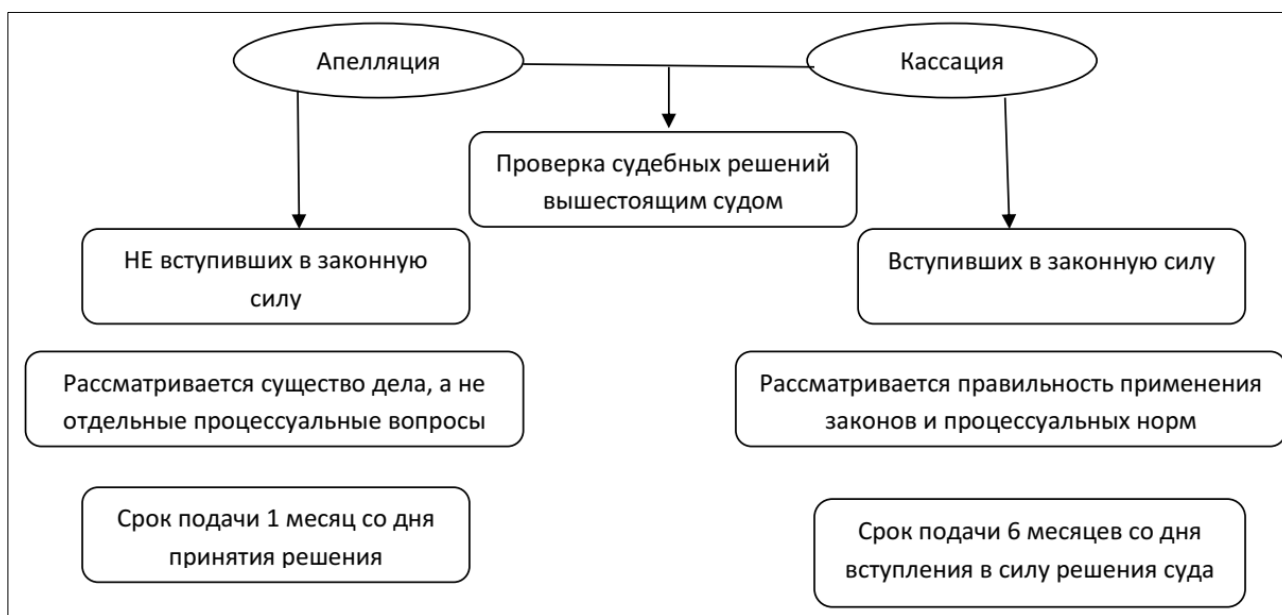 Апелляция
Кассация
Проверка судебных решений
вышестоящим судом
НЕ вступивших в законную
силу
Вступивших в законную силу
Рассматривается существо дела, а не
отдельные процессуальные вопросы
Рассматривается правильность применения
законов и процессуальных норм
Срок подачи 1 месяц со дня
принятия решения
Срок подачи 6 месяцев со дня
вступления в силу решения суда